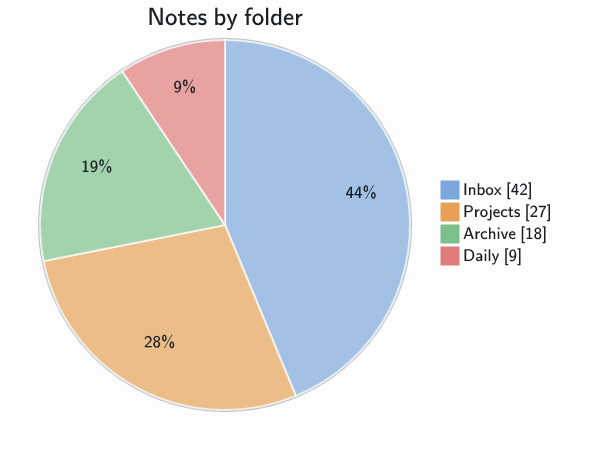 Notes by folder
9%
19%
44%
28%
Inbox [42]
Projects [27]
Archive [18]
Daily [9]